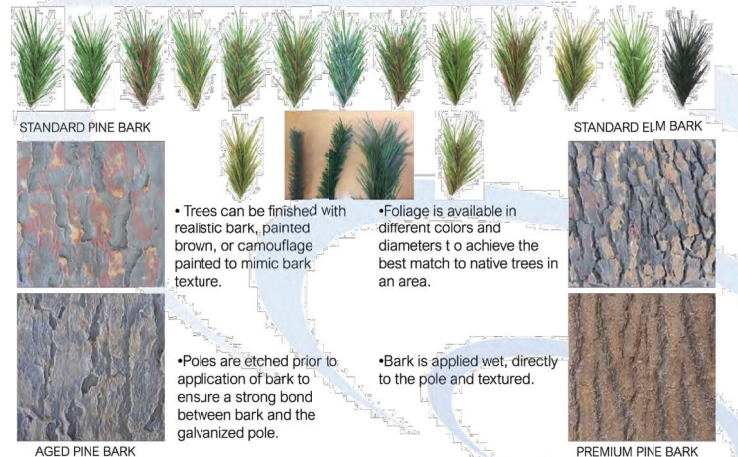 STANDARD PINE BARK
STANDARD ELM BARK
• Trees can be finished with
realistic bark, painted
brown, or camouflage
painted to mimic bark
texture.
•Foliage is available in
different colors and
diameters t o achieve the
best match to native trees in
an area.
•Poles are etched prior to
application of bark to
ensure a strong bond
between bark and the
galvanized pole.
•Bark is applied wet, directly
to the pole and textured.
AGED PINE BARK
PREMIUM PINE BARK